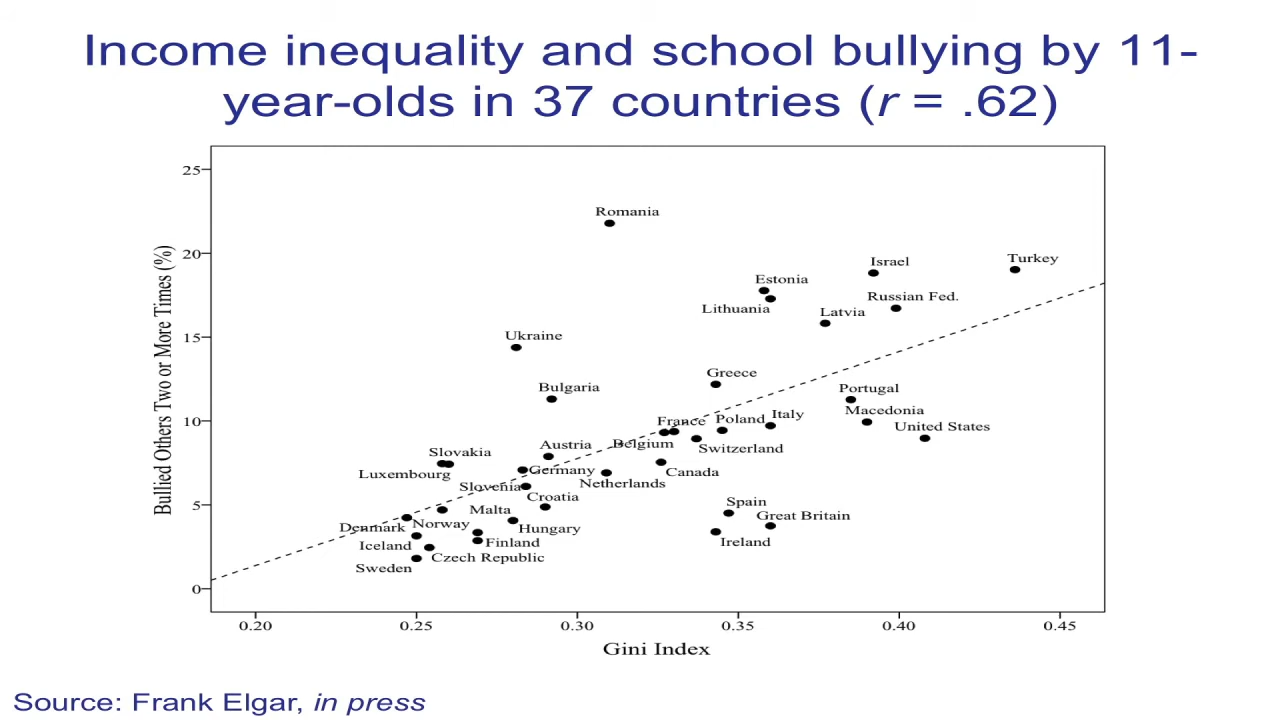 Income inequality and school bullying by 11-
year-olds in 37 countries (r = .62)
25
20
15
10
5
0
Bullied Others Two or More Times (%)
Romania
Turkey
Israel
Estonia
Russian Fed.
Lithuania
Latvia
Ukraine
Greece
Bulgaria
Portugal
Macedonia
France
Poland
Italy
United States
Austria
Belgium
Switzerland
Slovakia
Luxembourg
Germany
Netherlands
Canada
Slovenia
Croatia
Spain
Malta
Great Britain
Denmark
Norway
Hungary
Iceland
Finland
Ireland
Czech Republic
Sweden
0.20
0.25
0.30
0.35
0.40
0.45
Gini Index
Source: Frank Elgar, in press